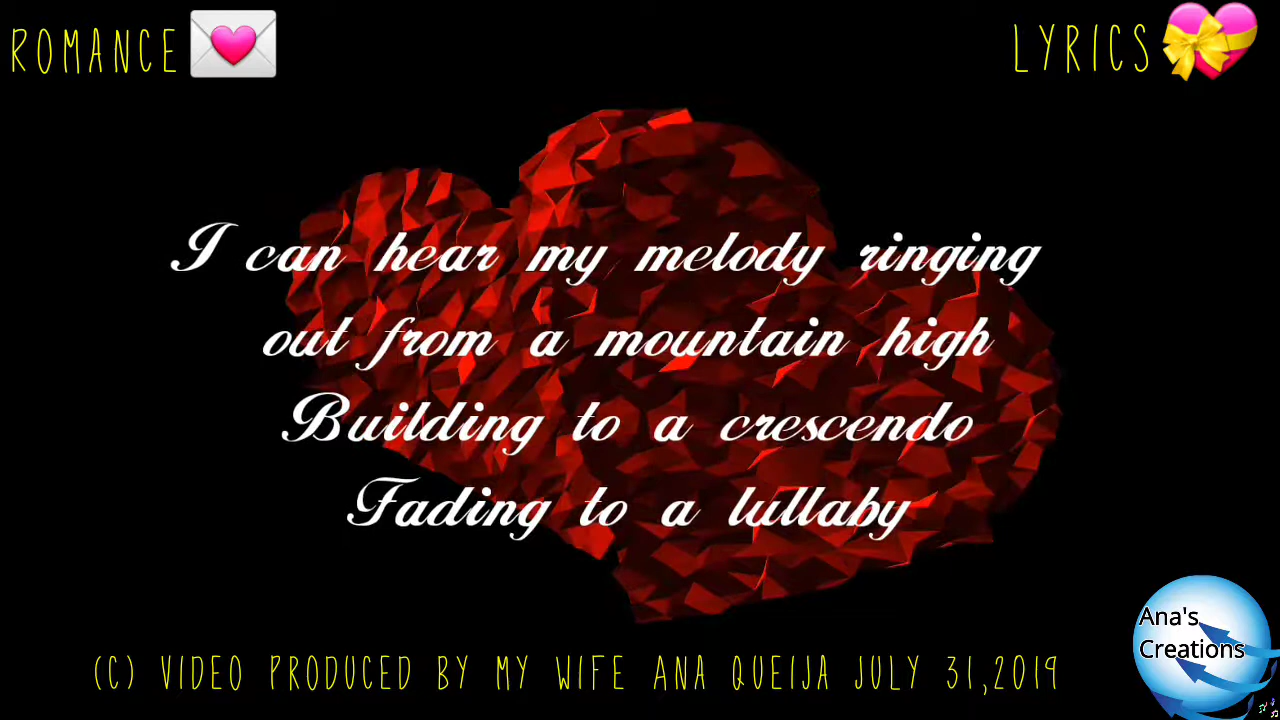 ROMANCE
LYRICS
I can hear my melody ringing
out from a mountain high
Building to a crescendo
Fading to a lullaby
Ana's
Creations
(C) VIDEO PRODUCED BY MY WIFE ANA QUEIJA JULY 31,2019